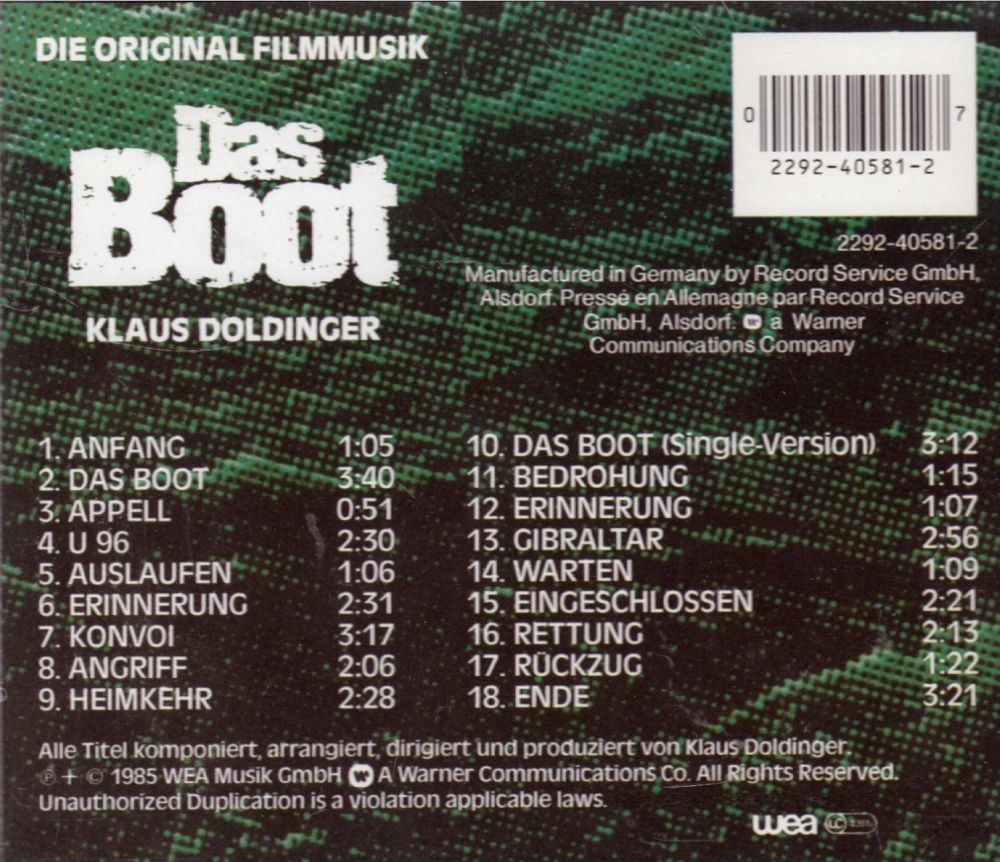 DIE ORIGINAL FILMMUSIK
Das
Boot
KLAUS DOLDINGER
0 7
2292-40581-2
2292-40581-2
Manufactured in Germany by Record Service GmbH,
Alsdorf. Pressé en Allemagne par Record Service
GmbH, Alsdorf. a Warner
Communications Company
1. ANFANG 1:05
2. DAS BOOT 3:40
3. APPELL 0:51
4. U 96 2:30
5. AUSLAUFEN 1:06
6. ERINNERUNG 2:31
7. KONVOI 3:17
8. ANGRIFF 2:06
9. HEIMKEHR 2:28
10. DAS BOOT (Single-Version) 3:12
11. BEDROHUNG 1:15
12. ERINNERUNG 1:07
13. GIBRALTAR 2:56
14. WARTEN 1:09
15. EINGESCHLOSSEN 2:21
16. RETTUNG 2:13
17. RÜCKZUG 1:22
18. ENDE 3:21
Alle Titel komponiert, arrangiert, dirigiert und produziert von Klaus Doldinger.
℗ + © 1985 WEA Musik GmbH A Warner Communications Co. All Rights Reserved.
Unauthorized Duplication is a violation applicable laws.
wea LC